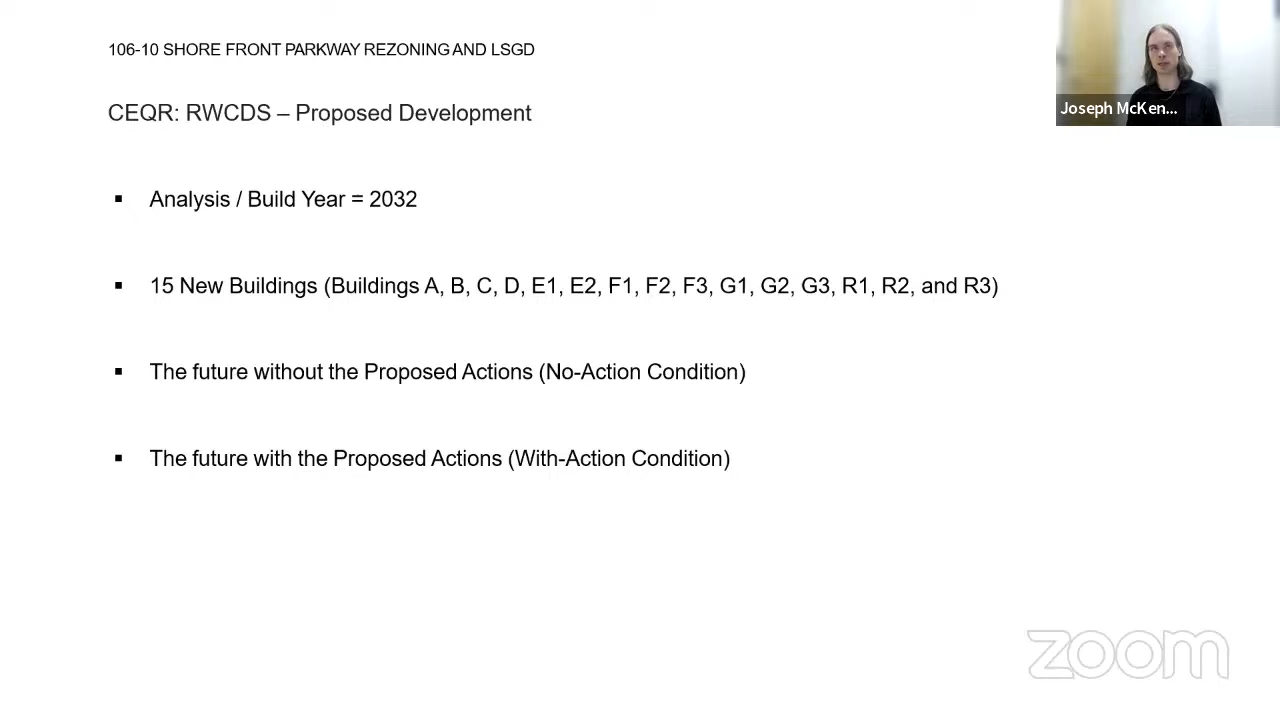 106-10 SHORE FRONT PARKWAY REZONING AND LSGD
Joseph McKen...
CEQR: RWCDS – Proposed Development
▪ Analysis / Build Year = 2032
▪ 15 New Buildings (Buildings A, B, C, D, E1, E2, F1, F2, F3, G1, G2, G3, R1, R2, and R3)
▪ The future without the Proposed Actions (No-Action Condition)
▪ The future with the Proposed Actions (With-Action Condition)
zoom